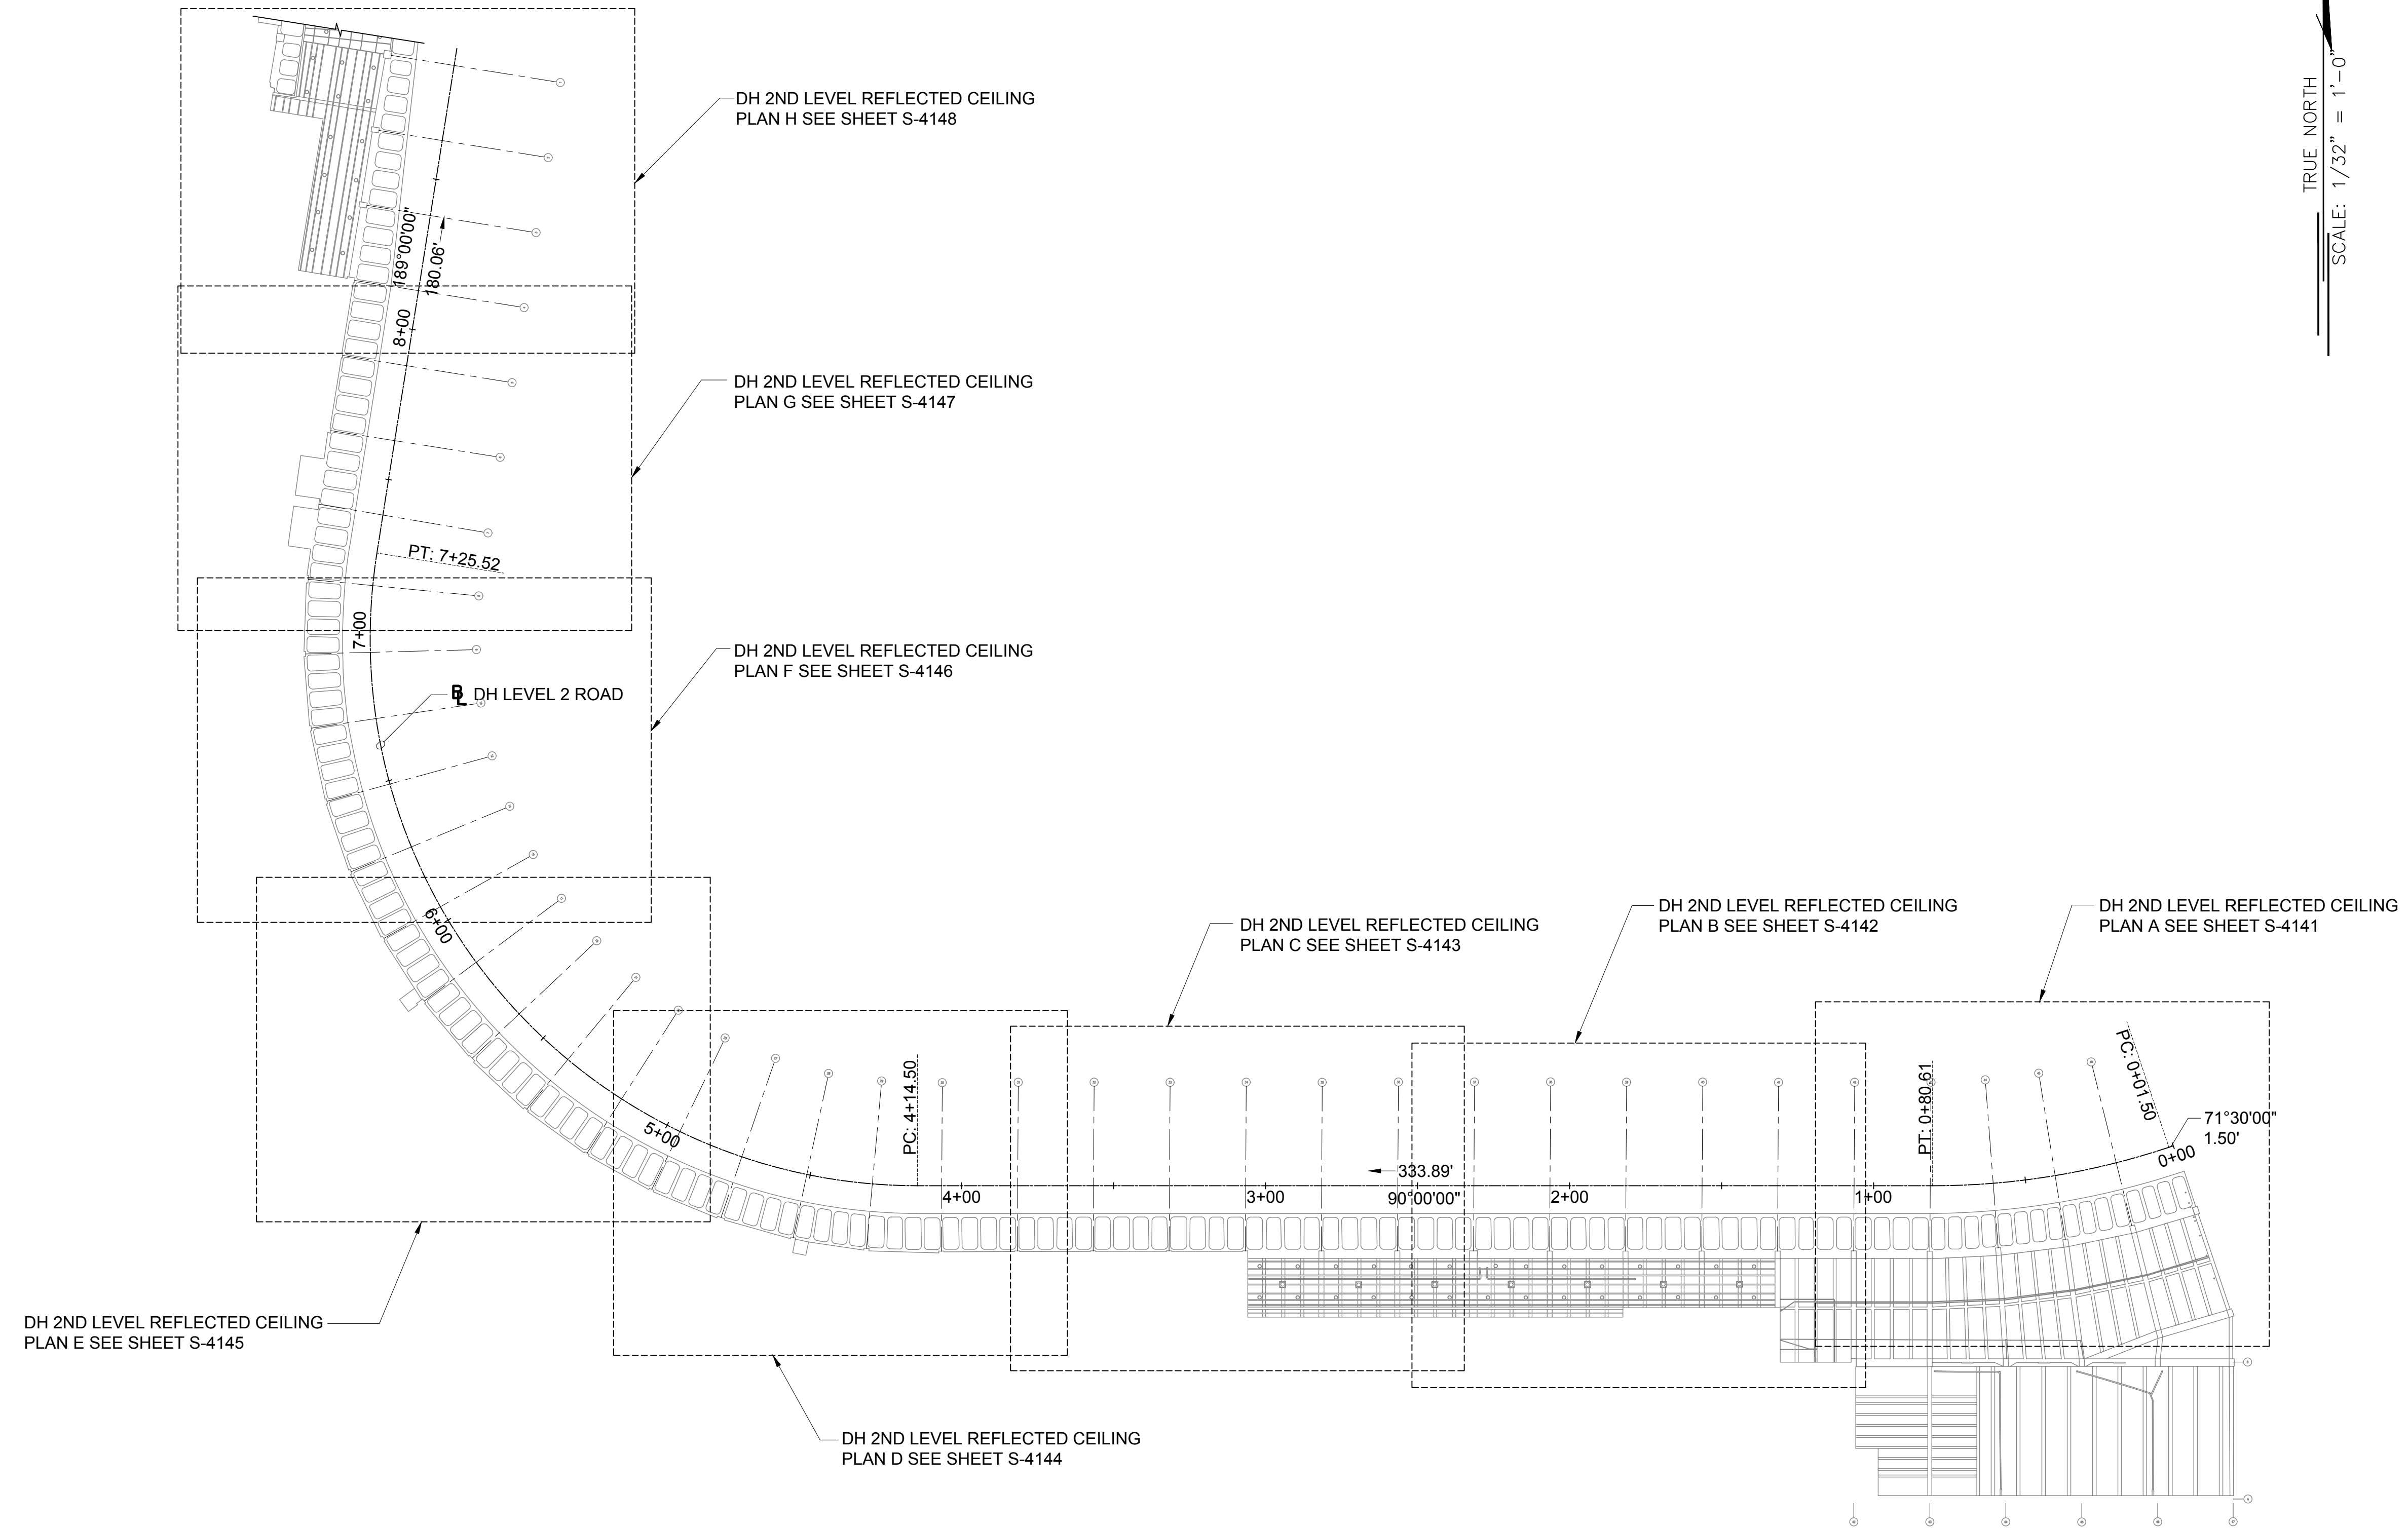 TRUE NORTH
SCALE: 1/32" = 1'-0"
DH 2ND LEVEL REFLECTED CEILING
PLAN H SEE SHEET S-4148
189°00'00"
180.06'
8+00
DH 2ND LEVEL REFLECTED CEILING
PLAN G SEE SHEET S-4147
PT: 7+25.52
7+00
DH 2ND LEVEL REFLECTED CEILING
PLAN F SEE SHEET S-4146
BL DH LEVEL 2 ROAD
6+00
DH 2ND LEVEL REFLECTED CEILING
PLAN C SEE SHEET S-4143
DH 2ND LEVEL REFLECTED CEILING
PLAN B SEE SHEET S-4142
DH 2ND LEVEL REFLECTED CEILING
PLAN A SEE SHEET S-4141
5+00
PC: 4+14.50
4+00
3+00
333.89'
90°00'00"
2+00
1+00
PT: 0+80.61
PC: 0+01.50
71°30'00"
1.50'
0+00
DH 2ND LEVEL REFLECTED CEILING
PLAN E SEE SHEET S-4145
DH 2ND LEVEL REFLECTED CEILING
PLAN D SEE SHEET S-4144